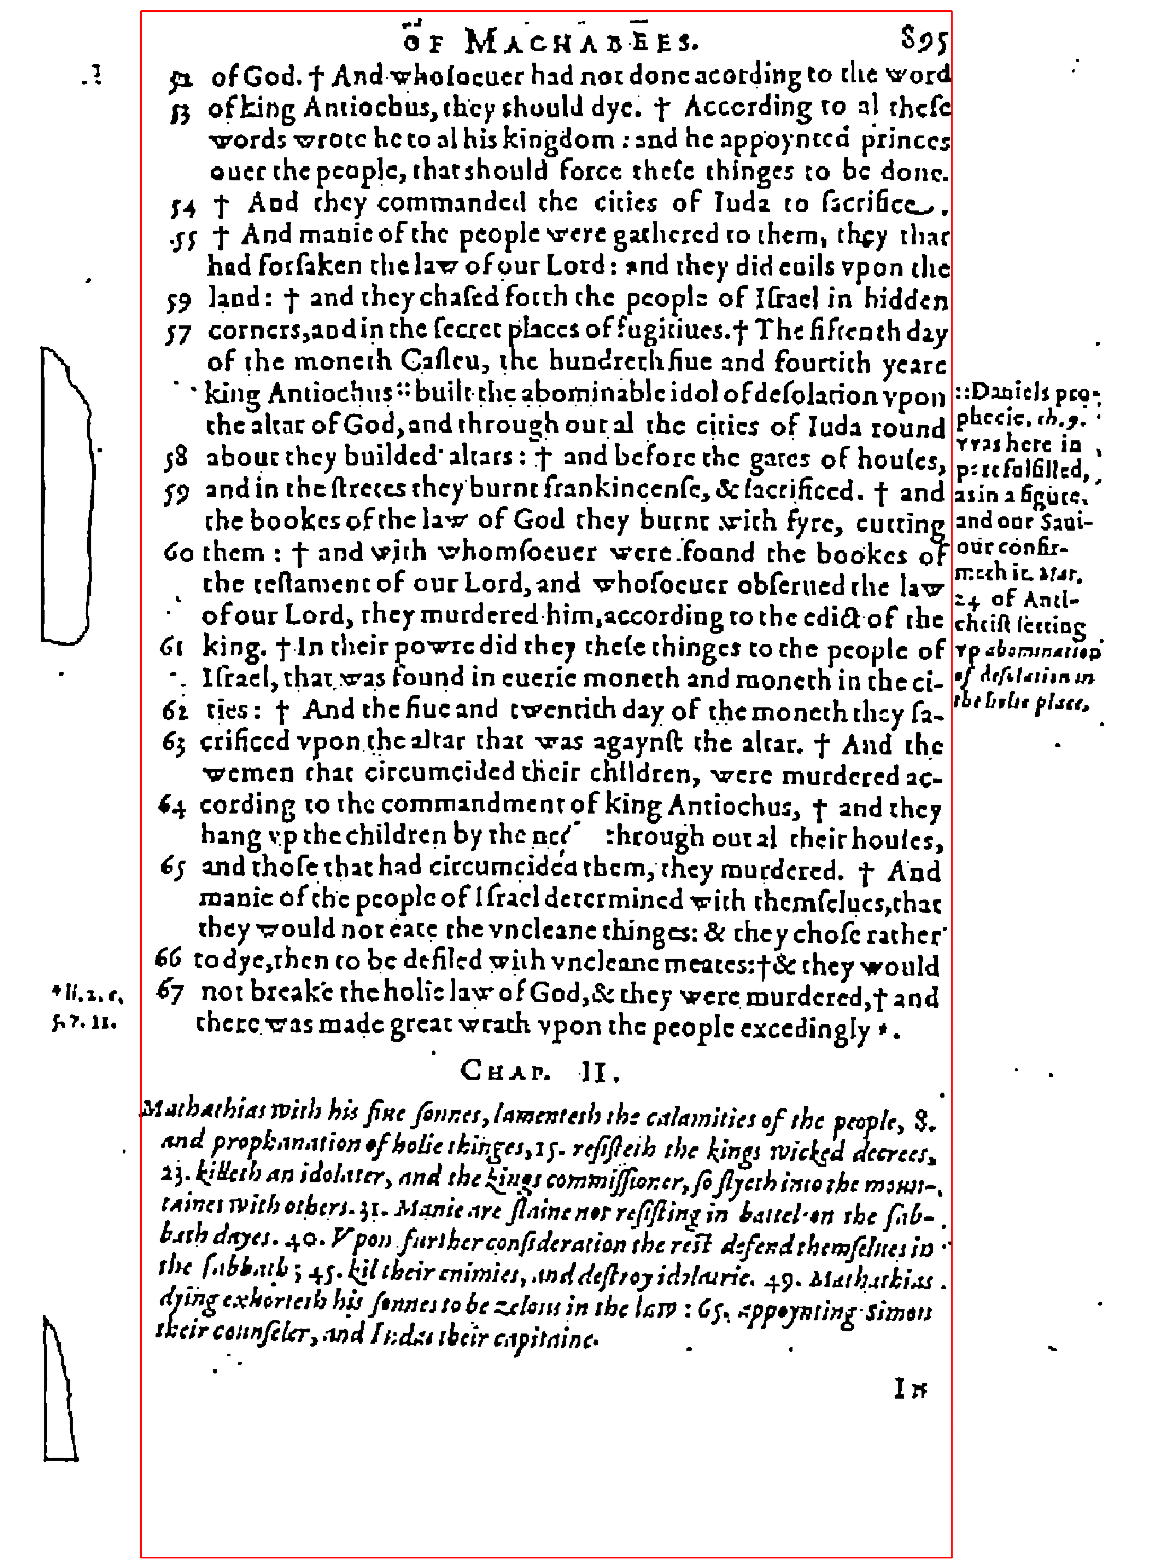 OF MACHABEES. 895
52 of God. † And whosoeuer had not done acording to the word
53 of king Antiochus, they should dye. † According to al these
words wrote he to al his kingdom: and he appoynted princes
ouer the people, that should force these thinges to be done.
54 † And they commanded the cities of Iuda to sacrifice.
55 † And manie of the people were gathered to them, they that
had forsaken the law of our Lord: and they did euils vpon the
59 land: † and they chased forth the people of Israel in hidden
57 corners, and in the secret places of fugitiues. † The fiftenth day
of the moneth Casleu, the hundreth fiue and fourtith yeare
king Antiochus :: built the abominable idol of desolation vpon
the altar of God, and through out al the cities of Iuda round
58 about they builded altars: † and before the gates of houses,
59 and in the stretes they burnt frankincense, & sacrificed. † and
the bookes of the law of God they burnt with fyre, cutting
60 them: † and with whomsoeuer were found the bookes of
the testament of our Lord, and whosoeuer obserued the law
of our Lord, they murdered him, according to the edict of the
61 king. † In their powre did they these thinges to the people of
Israel, that was found in euerie moneth and moneth in the ci-
62 ties: † And the fiue and twentith day of the moneth they sa-
63 crificed vpon the altar that was agaynst the altar. † And the
wemen that circumcided their children, were murdered ac-
64 cording to the commandment of king Antiochus, † and they
hang vp the children by the through out al their houses,
65 and those that had circumcided them, they murdered. † And
manie of the people of Israel determined with themselues, that
they would not eate the vncleane thinges: & they chose rather
66 to dye, then to be defiled with vncleane meates: † & they would
67 not breake the holie law of God, & they were murdered, † and
there was made great wrath vpon the people excedingly *.
::Daniels pro-
phecie, ch. 9.
was here in
part fulfilled,
as in a figure,
and our Saui-
our confir-
meth it. Mat.
24 of Anti-
christ setting
vp abomination
of desolation in
the holie place.
*li. 2. c.
5. 7. 11.
CHAP. II.
Mathathias with his fiue sonnes, lamenteth the calamities of the people, 8.
and prophanation of holie thinges, 15. resisteth the kings wicked decrees,
23. killeth an idolater, and the kings commissioner, so flyeth into the moun-
taines with others. 31. Manie are slaine not resisting in battel on the sab-
bath dayes. 40. Vpon further consideration the rest defend themselues in
the sabbath; 45. kil their enimies, and destroy idolatrie. 49. Mathathias
dying exhorteth his sonnes to be zelous in the law: 65. appoynting Simon
their counseler, and Iudas their capitaine.
In